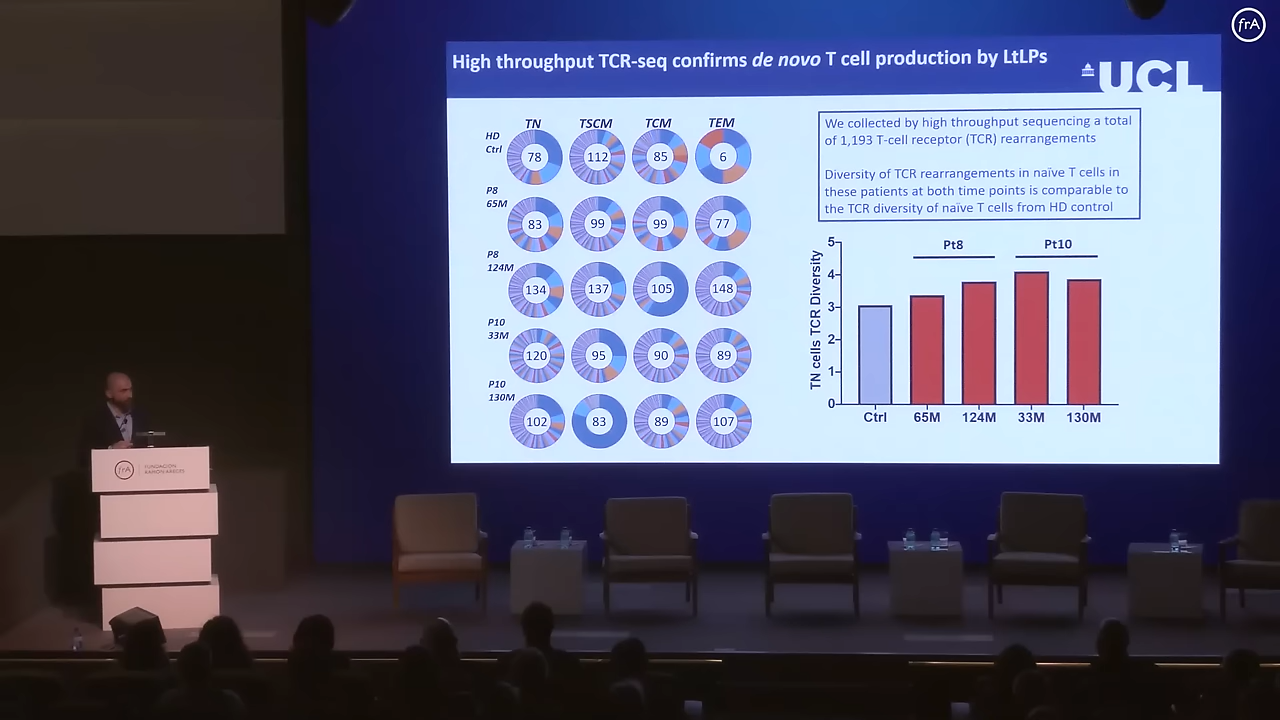 frA
High throughput TCR-seq confirms de novo T cell production by LtLPs
UCL
TN TSCM TCM TEM
HD
Ctrl
78 112 85 6
P8
65M
83 99 99 77
P8
124M
134 137 105 148
P10
33M
120 95 90 89
P10
130M
102 83 89 107
We collected by high throughput sequencing a total
of 1,193 T-cell receptor (TCR) rearrangements
Diversity of TCR rearrangements in naïve T cells in
these patients at both time points is comparable to
the TCR diversity of naïve T cells from HD control
TN cells TCR Diversity
5
4
3
2
1
0
Pt8 Pt10
Ctrl 65M 124M 33M 130M
frA
FUNDACIÓN
RAMÓN ARECES